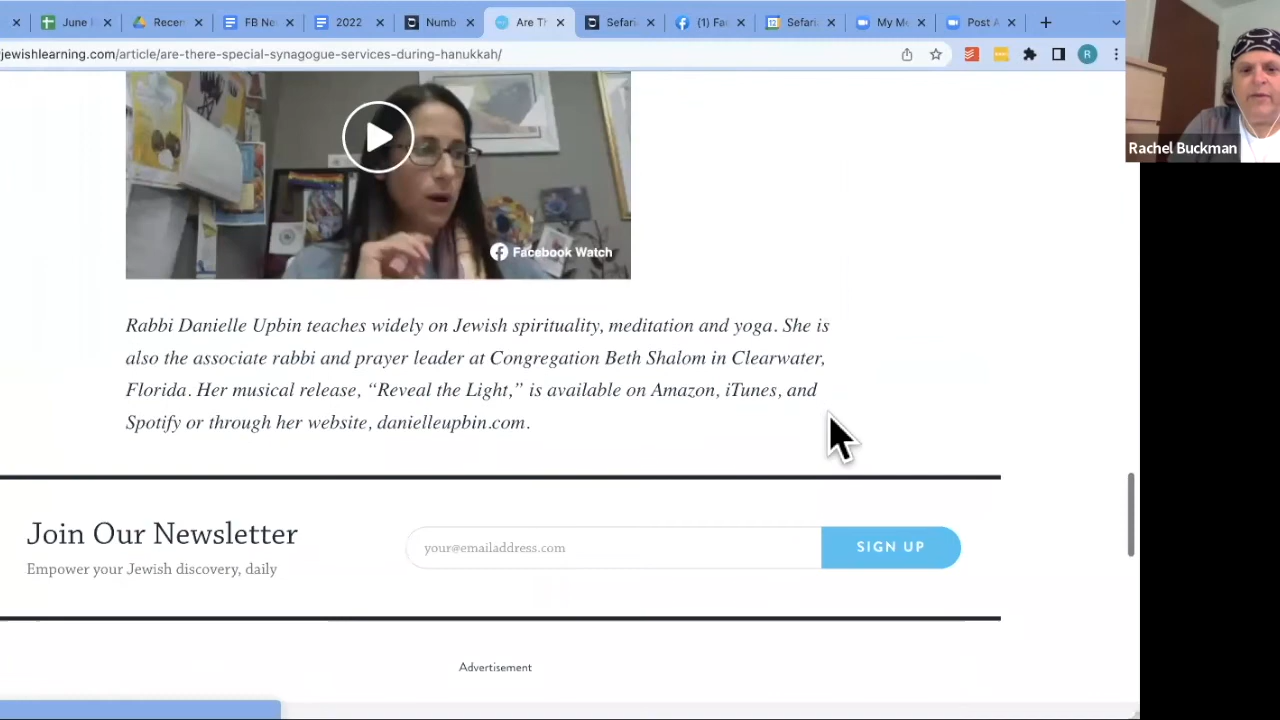 June I
Recen
FB Ne
2022
Numb
Are Th
Sefari
(1) Fa
Sefari
My M
Post A
jewishlearning.com/article/are-there-special-synagogue-services-during-hanukkah/
R
Rachel Buckman
Facebook Watch
Rabbi Danielle Upbin teaches widely on Jewish spirituality, meditation and yoga. She is
also the associate rabbi and prayer leader at Congregation Beth Shalom in Clearwater,
Florida. Her musical release, “Reveal the Light,” is available on Amazon, iTunes, and
Spotify or through her website, danielleupbin.com.
Join Our Newsletter
Empower your Jewish discovery, daily
your@emailaddress.com
SIGN UP
Advertisement